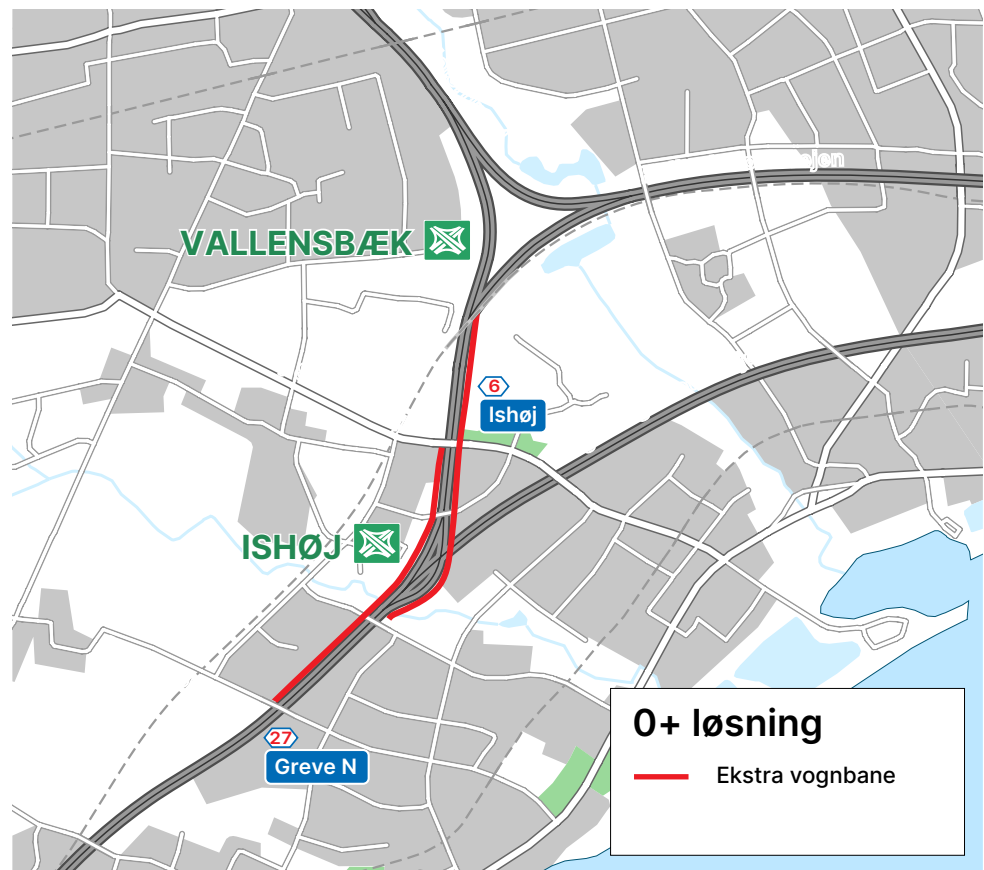 VALLENSBÆK
6
Ishøj
ISHØJ
27
Greve N
0+ løsning
Ekstra vognbane